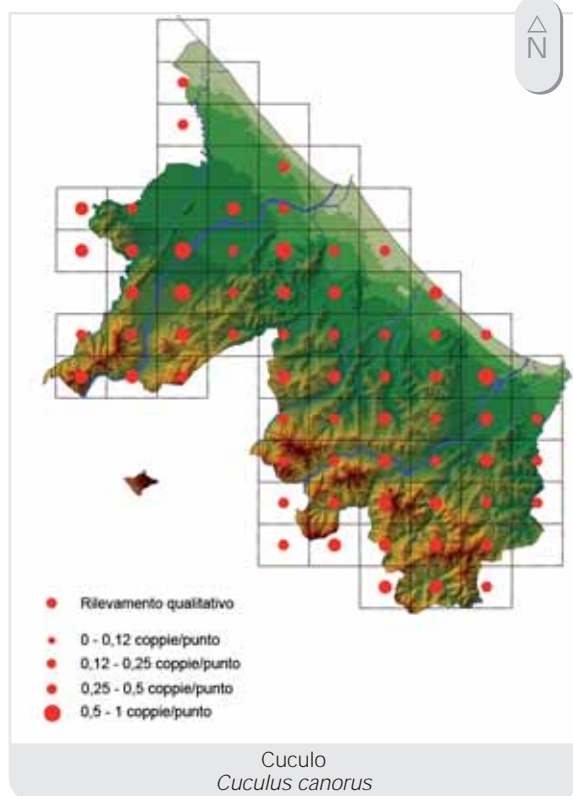 N
Rilevamento qualitativo
0 - 0,12 coppie/punto
0,12 - 0,25 coppie/punto
0,25 - 0,5 coppie/punto
0,5 - 1 coppie/punto
Cuculo
Cuculus canorus